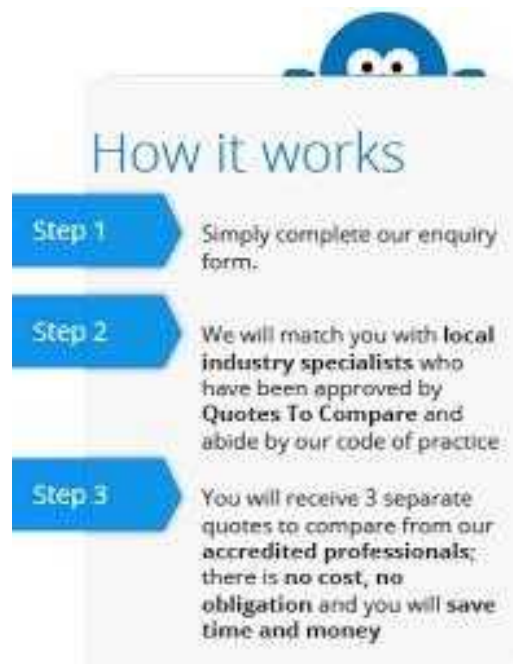 How it works
Step 1
Simply complete our enquiry
form.
Step 2
We will match you with local
industry specialists who
have been approved by
Quotes To Compare and
abide by our code of practice
Step 3
You will receive 3 separate
quotes to compare from our
accredited professionals;
there is no cost, no
obligation and you will save
time and money